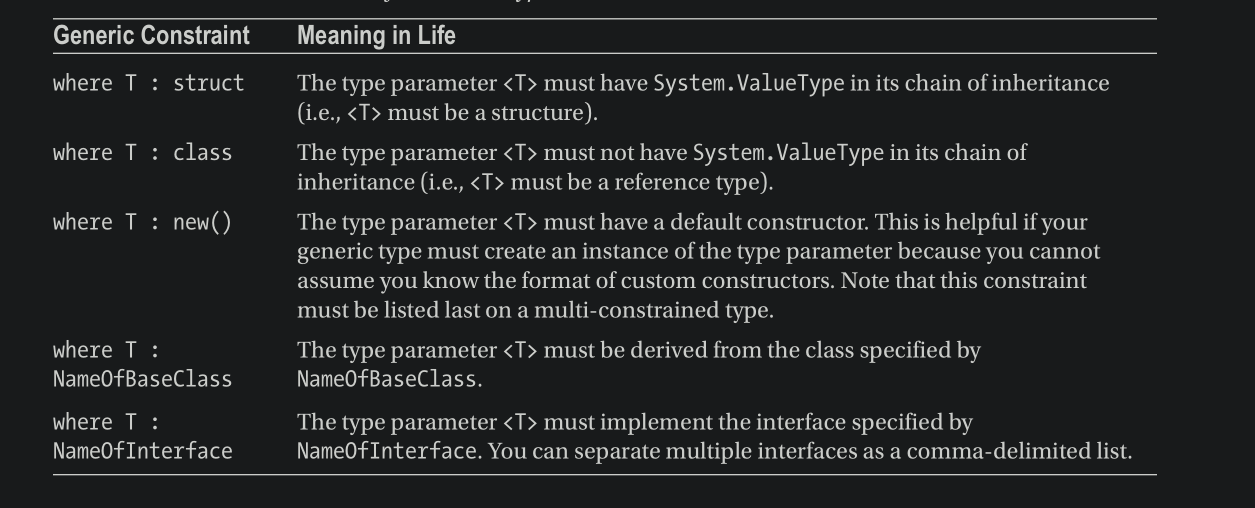 Generic Constraint Meaning in Life
where T : struct The type parameter <T> must have System.ValueType in its chain of inheritance
(i.e., <T> must be a structure).
where T : class The type parameter <T> must not have System.ValueType in its chain of
inheritance (i.e., <T> must be a reference type).
where T : new() The type parameter <T> must have a default constructor. This is helpful if your
generic type must create an instance of the type parameter because you cannot
assume you know the format of custom constructors. Note that this constraint
must be listed last on a multi-constrained type.
where T : The type parameter <T> must be derived from the class specified by
NameOfBaseClass NameOfBaseClass.
where T : The type parameter <T> must implement the interface specified by
NameOfInterface NameOfInterface. You can separate multiple interfaces as a comma-delimited list.